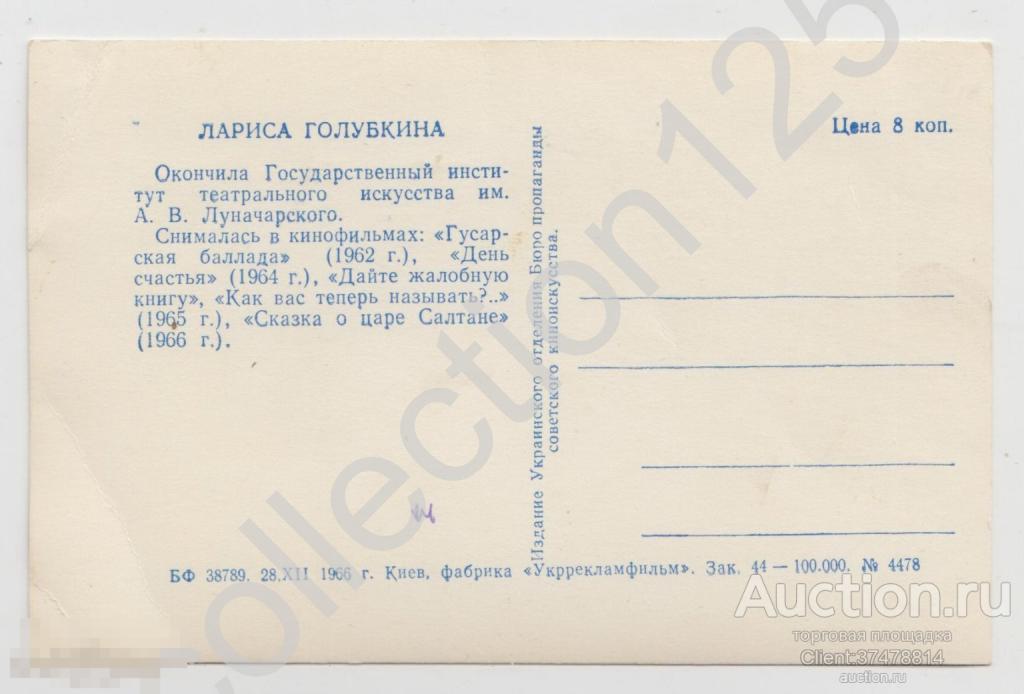 ЛАРИСА ГОЛУБКИНА
Окончила Государственный инсти-
тут театрального искусства им.
А. В. Луначарского.
Снималась в кинофильмах: «Гусар-
ская баллада» (1962 г.), «День
счастья» (1964 г.), «Дайте жалобную
книгу», «Как вас теперь называть?..»
(1965 г.), «Сказка о царе Салтане»
(1966 г.).
Издание Украинского отделения Бюро пропаганды
советского киноискусства.
Цена 8 коп.
БФ 38789. 28.XII 1966 г. Киев, фабрика «Укррекламфильм». Зак. 44 — 100.000. № 4478
collection 125
Auction.ru
торговая площадка
Client:37478814
auction.ru